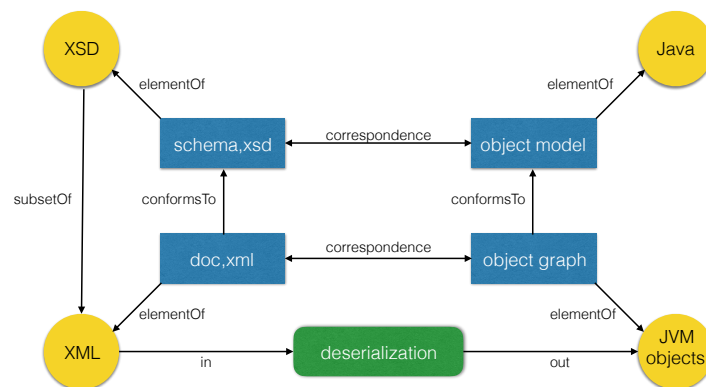 XSD
Java
elementOf
elementOf
schema,xsd
correspondence
object model
subsetOf
conformsTo
conformsTo
doc,xml
correspondence
object graph
elementOf
elementOf
XML
in
deserialization
out
JVM
objects